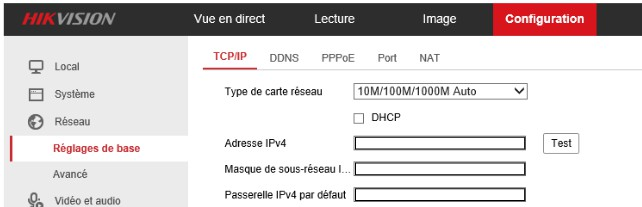 HIKVISION
Vue en direct Lecture Image Configuration
Local
Système
Réseau
Réglages de base
Avancé
Vidéo et audio
TCP/IP DDNS PPPoE Port NAT
Type de carte réseau 10M/100M/1000M Auto
DHCP
Adresse IPv4 Test
Masque de sous-réseau I...
Passerelle IPv4 par défaut